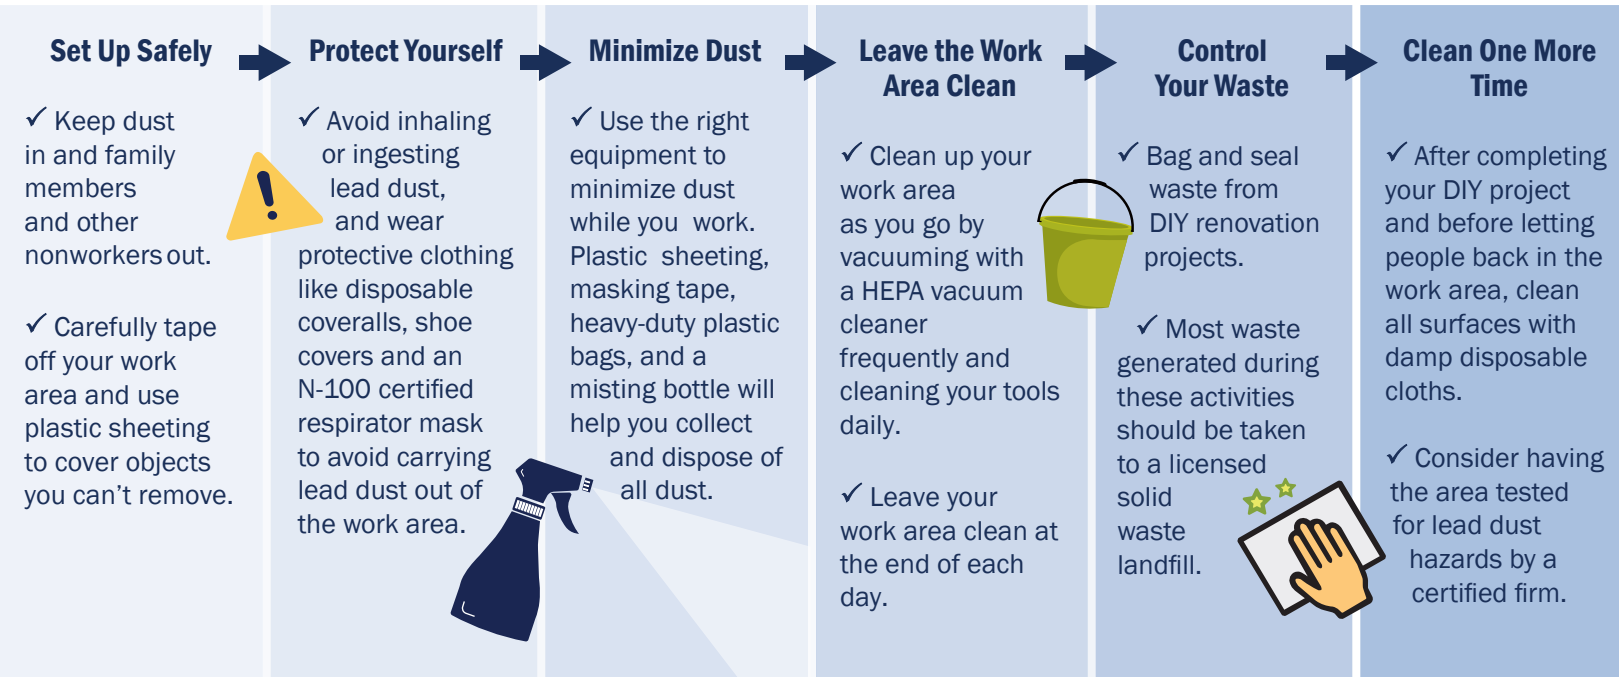 Set Up Safely
✓ Keep dust
in and family
members
and other
nonworkers out.
✓ Carefully tape
off your work
area and use
plastic sheeting
to cover objects
you can't remove.
Protect Yourself
✓ Avoid inhaling
or ingesting
lead dust,
and wear
protective clothing
like disposable
coveralls, shoe
covers and an
N-100 certified
respirator mask
to avoid carrying
lead dust out of
the work area.
Minimize Dust
✓ Use the right
equipment to
minimize dust
while you work.
Plastic sheeting,
masking tape,
heavy-duty plastic
bags, and a
misting bottle will
help you collect
and dispose of
all dust.
Leave the Work
Area Clean
✓ Clean up your
work area
as you go by
vacuuming with
a HEPA vacuum
cleaner
frequently and
cleaning your tools
daily.
✓ Leave your
work area clean at
the end of each
day.
Control
Your Waste
✓ Bag and seal
waste from
DIY renovation
projects.
✓ Most waste
generated during
these activities
should be taken
to a licensed
solid
waste
landfill.
Clean One More
Time
✓ After completing
your DIY project
and before letting
people back in the
work area, clean
all surfaces with
damp disposable
cloths.
✓ Consider having
the area tested
for lead dust
hazards by a
certified firm.